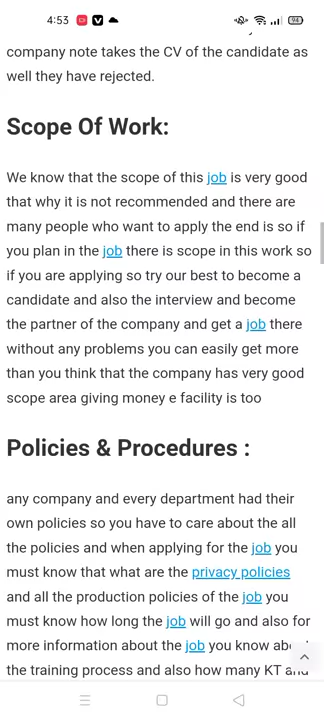 4:53
94
company note takes the CV of the candidate as
well they have rejected.
Scope Of Work:
We know that the scope of this job is very good
that why it is not recommended and there are
many people who want to apply the end is so if
you plan in the job there is scope in this work so
if you are applying so try our best to become a
candidate and also the interview and become
the partner of the company and get a job there
without any problems you can easily get more
than you think that the company has very good
scope area giving money e facility is too
Policies & Procedures :
any company and every department had their
own policies so you have to care about the all
the policies and when applying for the job you
must know that what are the privacy policies
and all the production policies of the job you
must know how long the job will go and also for
more information about the job you know
the training process and also how many KT and